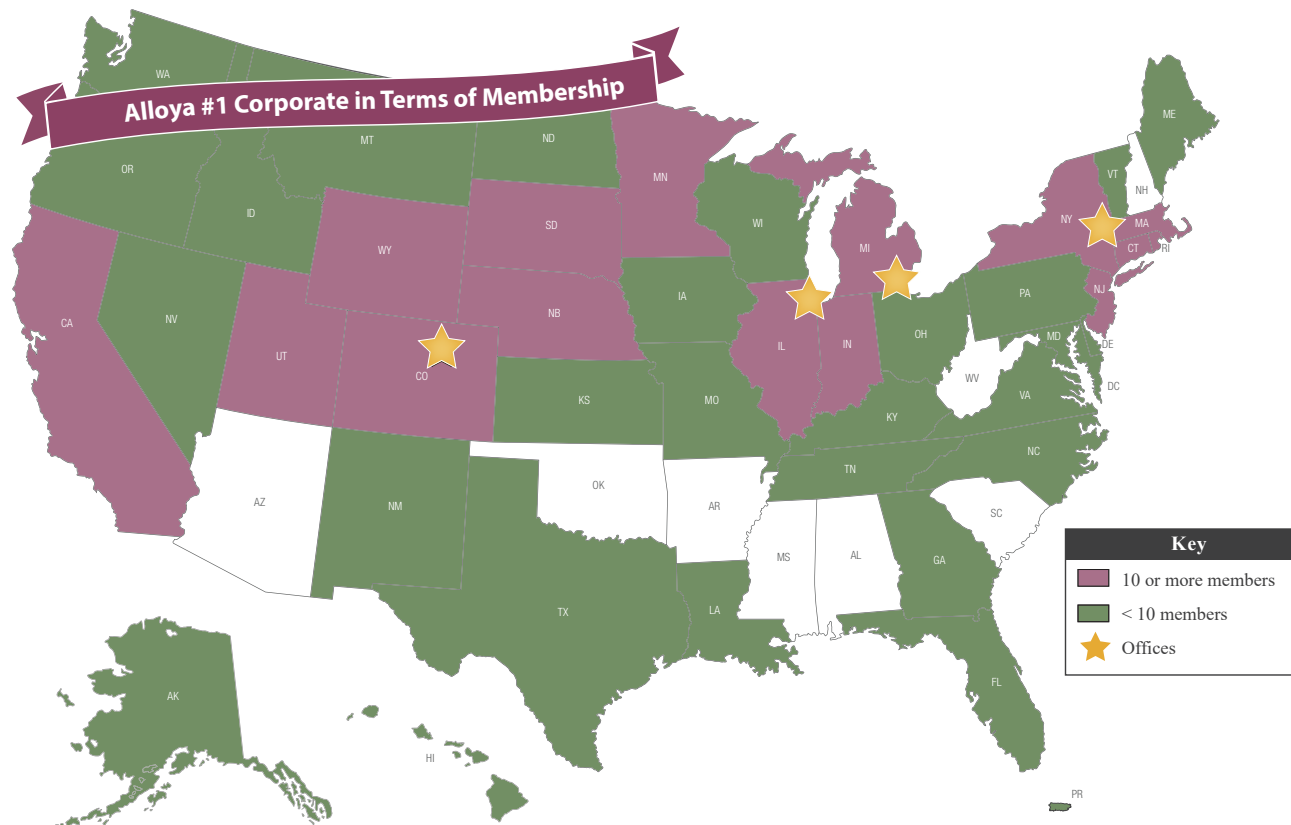 WA
Alloya #1 Corporate in Terms of Membership
ME
MT
ND
OR
VT
MN
NH
ID
SD
WI
NY
MA
WY
MI
CT
RI
IA
PA
NJ
NB
NV
CA
OH
MD
DE
IL
IN
UT
CO
WV
DC
VA
KS
MO
KY
NC
TN
OK
AZ
NM
AR
SC
MS
AL
GA
Key
10 or more members
< 10 members
Offices
TX
LA
FL
AK
HI
PR